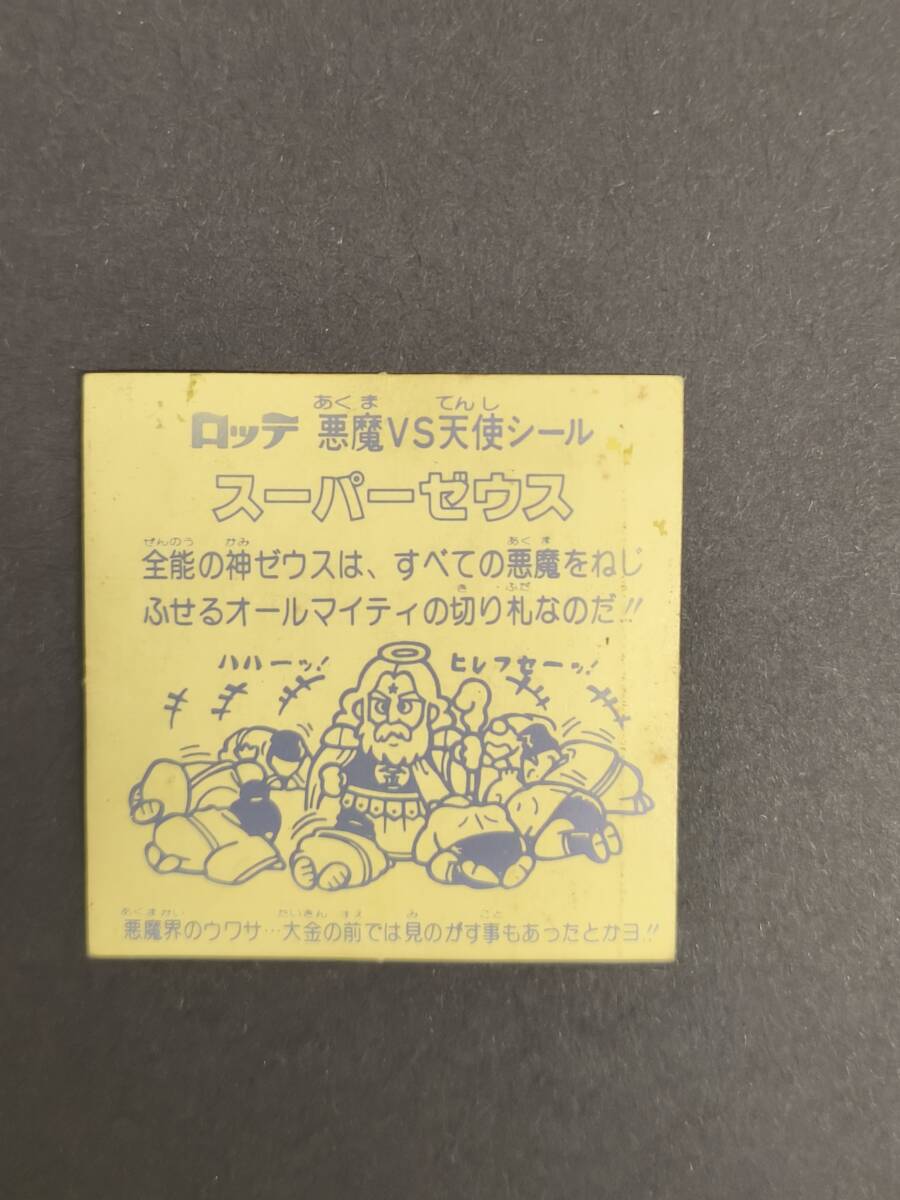 あくま てんし
ロッテ 悪魔VS天使シール
スーパーゼウス
ぜんのう かみ あくま
全能の神ゼウスは、すべての悪魔をねじ
き ふだ
ふせるオールマイティの切り札なのだ!!
ハハーッ! ヒレフセーッ!
金
あくまかい たいきん まえ み こと
悪魔界のウワサ…大金の前では見のがす事もあったとかヨ!!